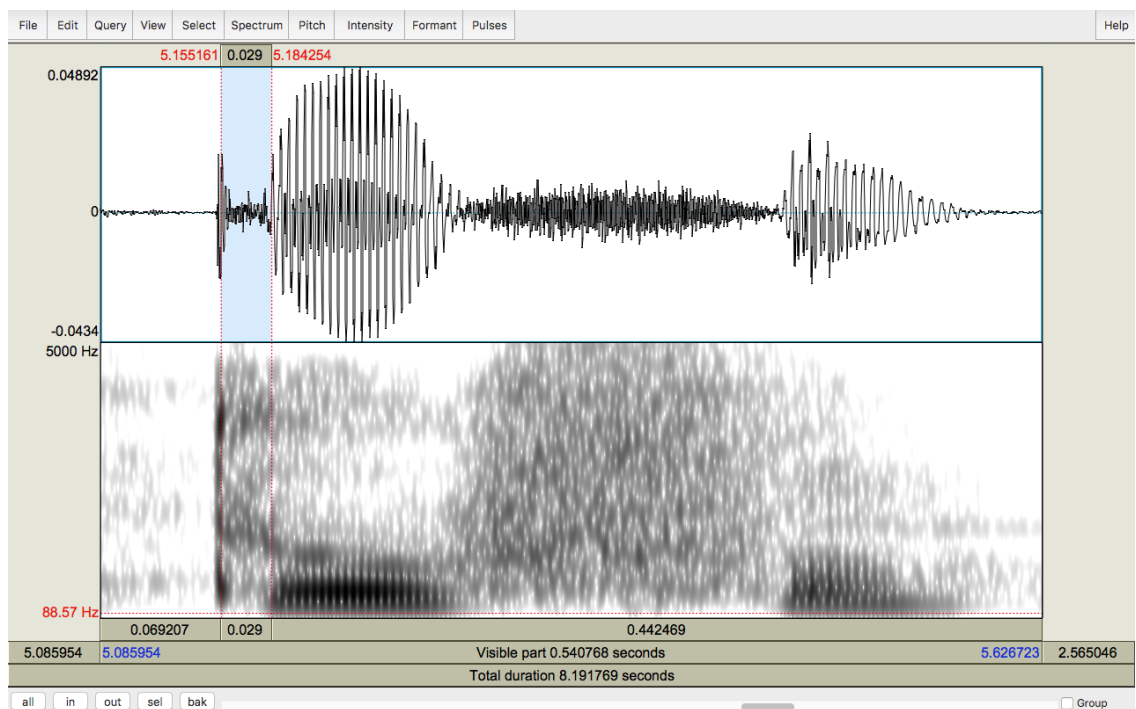 File Edit Query View Select Spectrum Pitch Intensity Formant Pulses Help
5.155161 0.029 5.184254
0.04892
0
-0.0434
5000 Hz
88.57 Hz
0.069207 0.029 0.442469
5.085954 5.085954 Visible part 0.540768 seconds 5.626723 2.565046
Total duration 8.191769 seconds
all in out sel bak Group